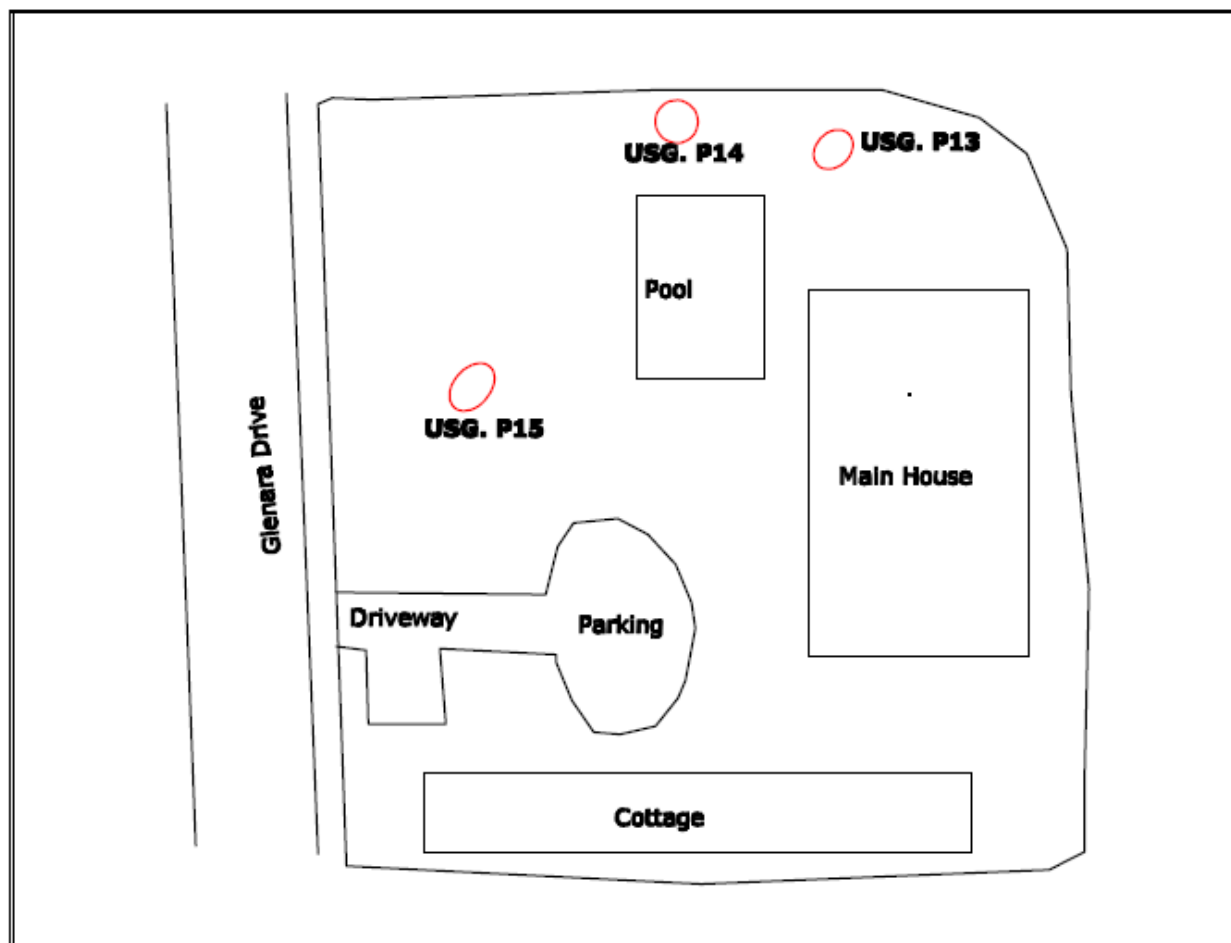 USG. P14
USG. P13
Pool
USG. P15
Glenara Drive
Main House
Driveway
Parking
Cottage